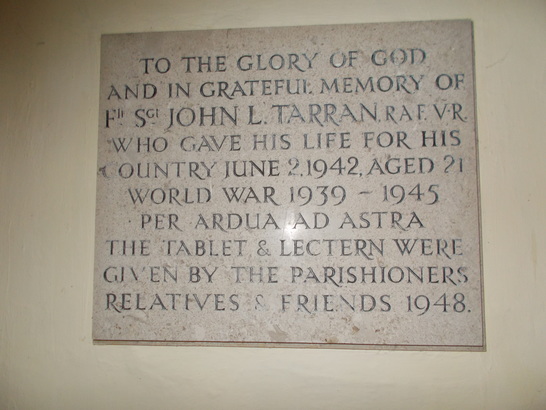 TO THE GLORY OF GOD
AND IN GRATEFUL MEMORY OF
Flt Sgt JOHN L. TARRAN. R.A.F. V.R.
WHO GAVE HIS LIFE FOR HIS
COUNTRY JUNE 2, 1942, AGED 21
WORLD WAR 1939 - 1945
PER ARDUA AD ASTRA
THE TABLET & LECTERN WERE
GIVEN BY THE PARISHIONERS
RELATIVES & FRIENDS 1948.